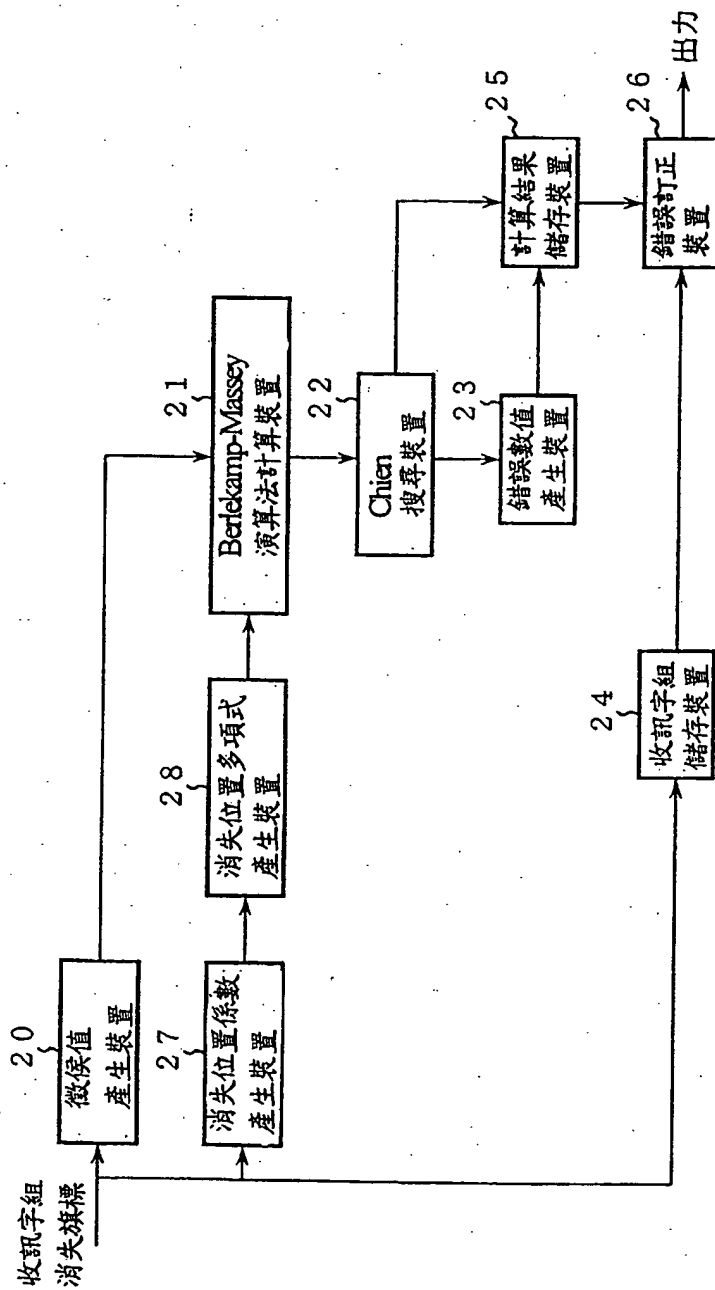 收訊字組
消失旗標
20
徵候值
產生裝置
27
消失位置係數
產生裝置
28
消失位置多項式
產生裝置
21
Berlekamp-Massey
演算法計算裝置
22
Chien
搜尋裝置
23
錯誤數值
產生裝置
24
收訊字組
儲存裝置
25
計算結果
儲存裝置
26
錯誤訂正
裝置
出力